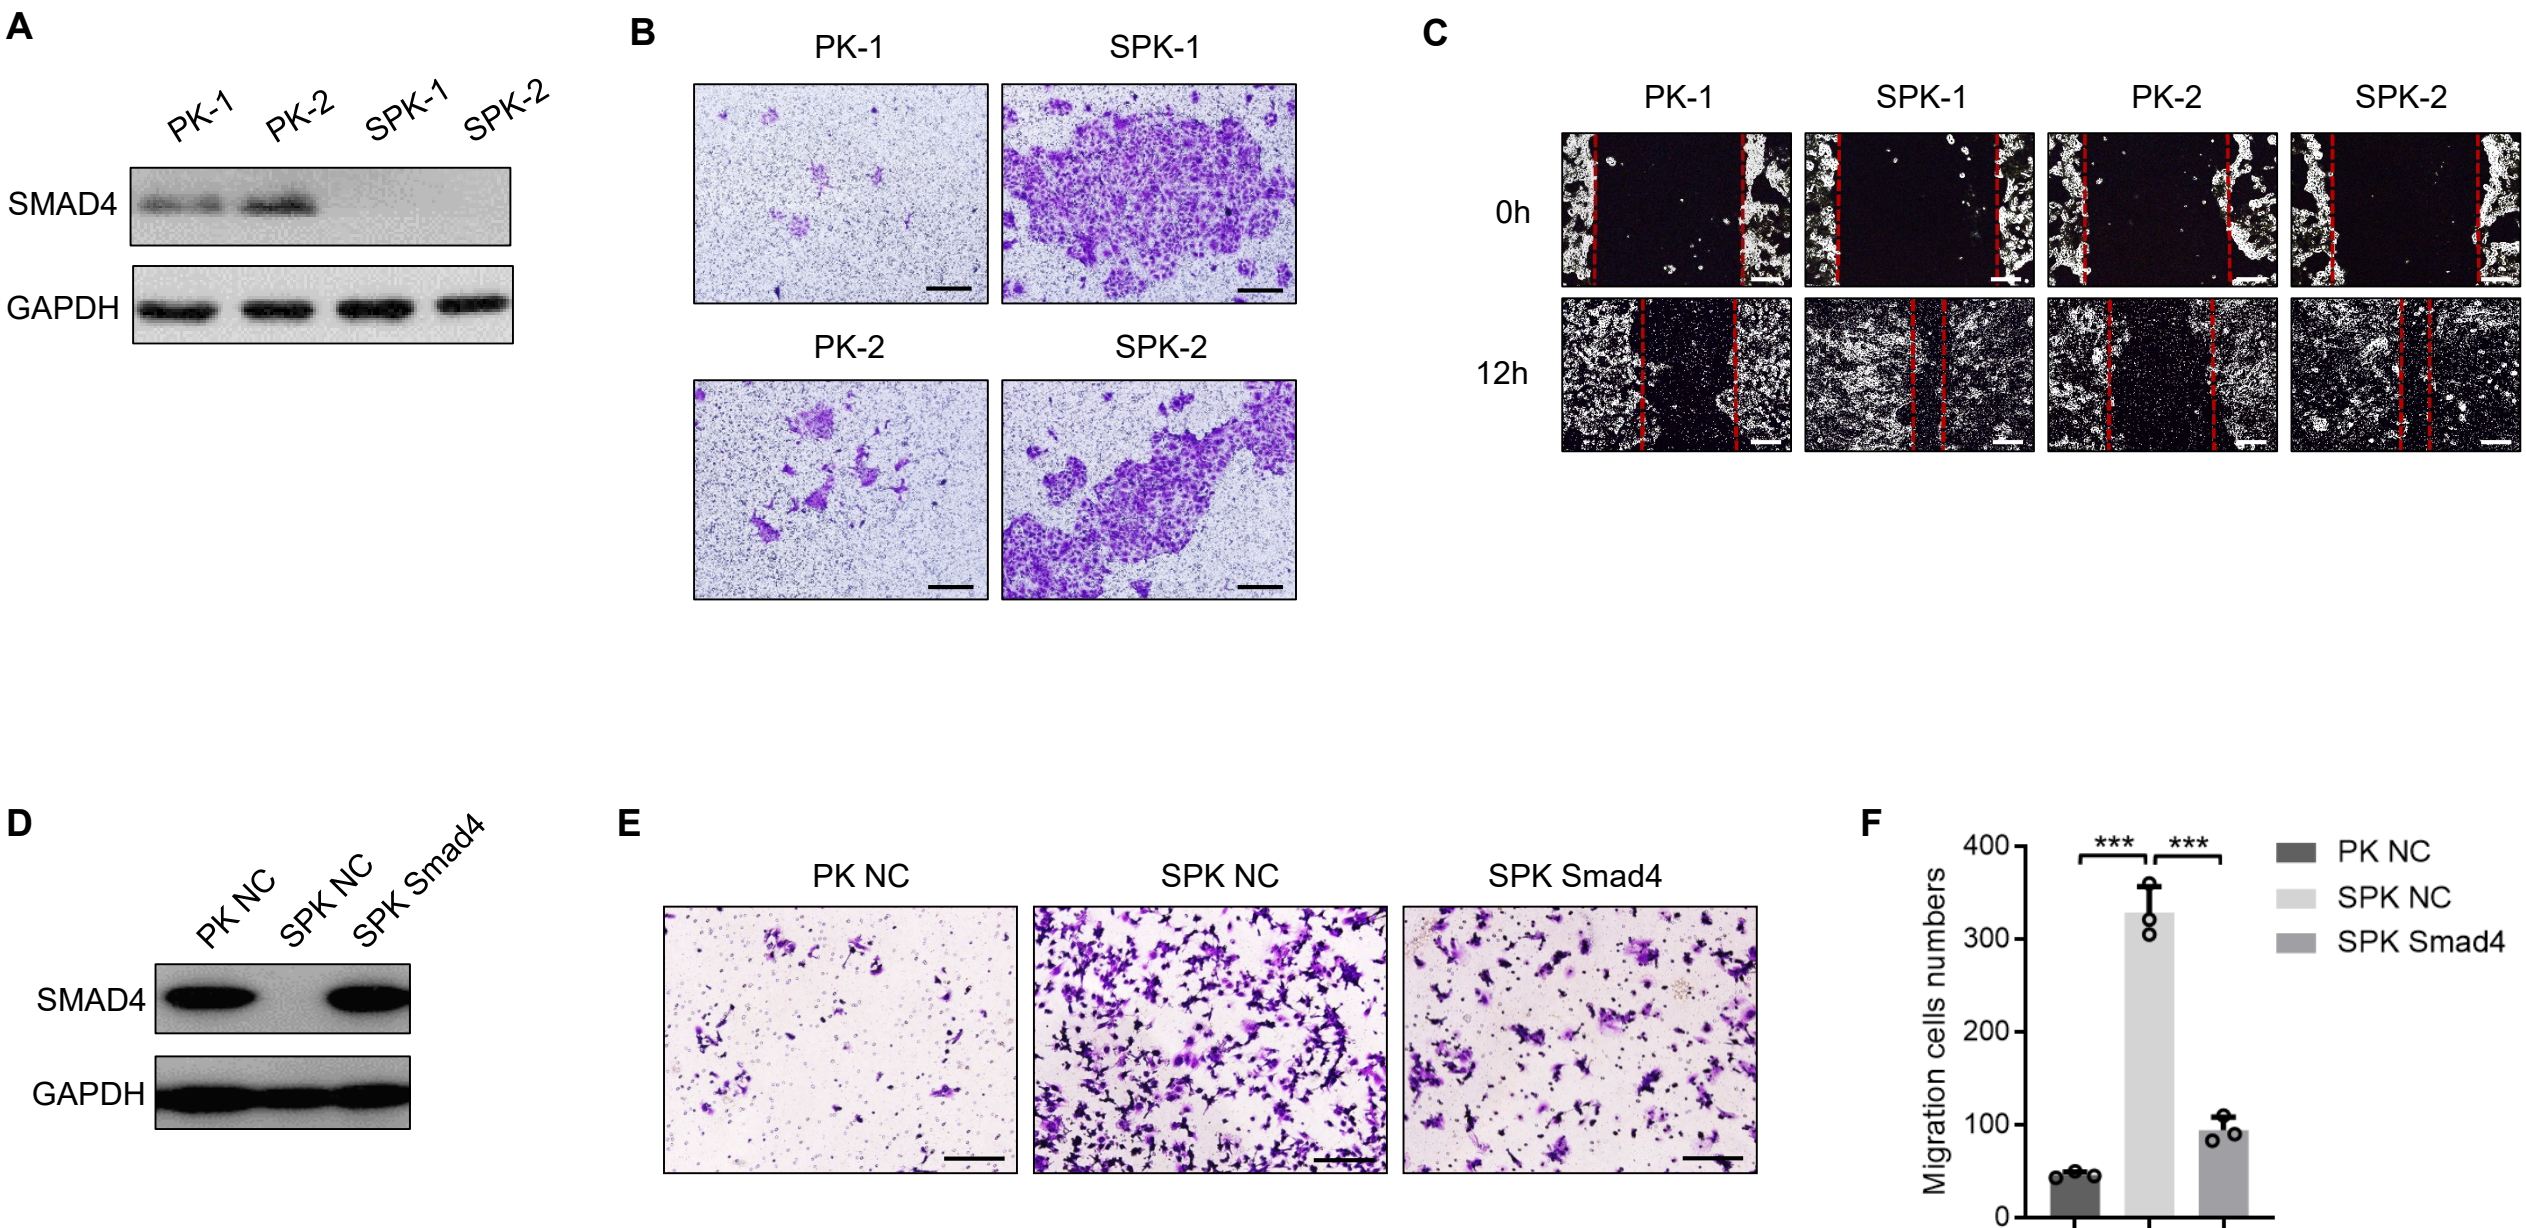 A
PK-1 PK-2 SPK-1 SPK-2
SMAD4
GAPDH
B
PK-1 SPK-1
PK-2 SPK-2
C
PK-1 SPK-1 PK-2 SPK-2
0h
12h
D
PK NC SPK NC SPK Smad4
SMAD4
GAPDH
E
PK NC SPK NC SPK Smad4
F
Migration cells numbers
400
300
200
100
0
*** ***
PK NC
SPK NC
SPK Smad4